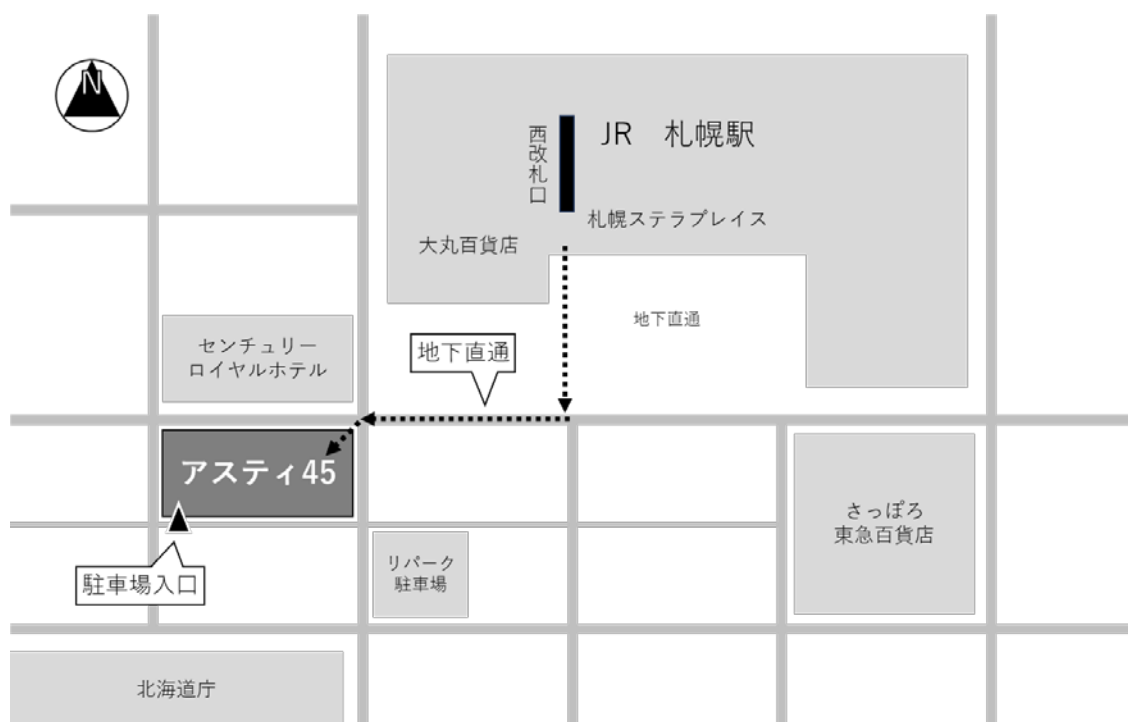 N
JR 札幌駅
西改札口
札幌ステラプレイス
大丸百貨店
地下直通
センチュリー
ロイヤルホテル
地下直通
アスティ45
さっぽろ
東急百貨店
リパーク
駐車場
駐車場入口
北海道庁